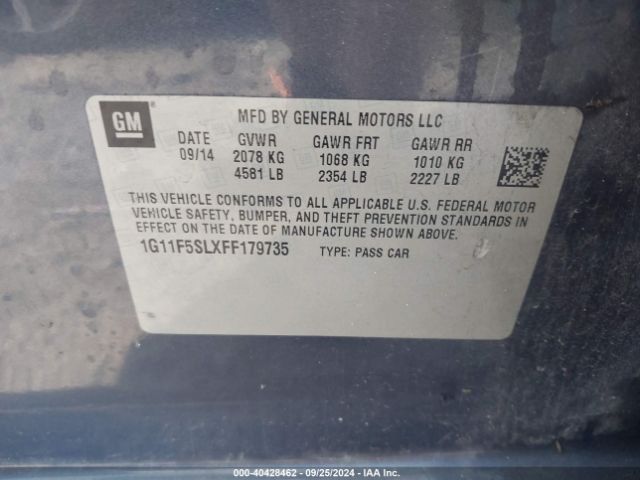 GM
MFD BY GENERAL MOTORS LLC
DATE GVWR GAWR FRT GAWR RR
09/14 2078 KG 1068 KG 1010 KG
4581 LB 2354 LB 2227 LB
THIS VEHICLE CONFORMS TO ALL APPLICABLE U.S. FEDERAL MOTOR
VEHICLE SAFETY, BUMPER, AND THEFT PREVENTION STANDARDS IN
EFFECT ON THE DATE OF MANUFACTURE SHOWN ABOVE.
1G11F5SLXFF179735 TYPE: PASS CAR
000-40428462 - 09/25/2024 - IAA Inc.